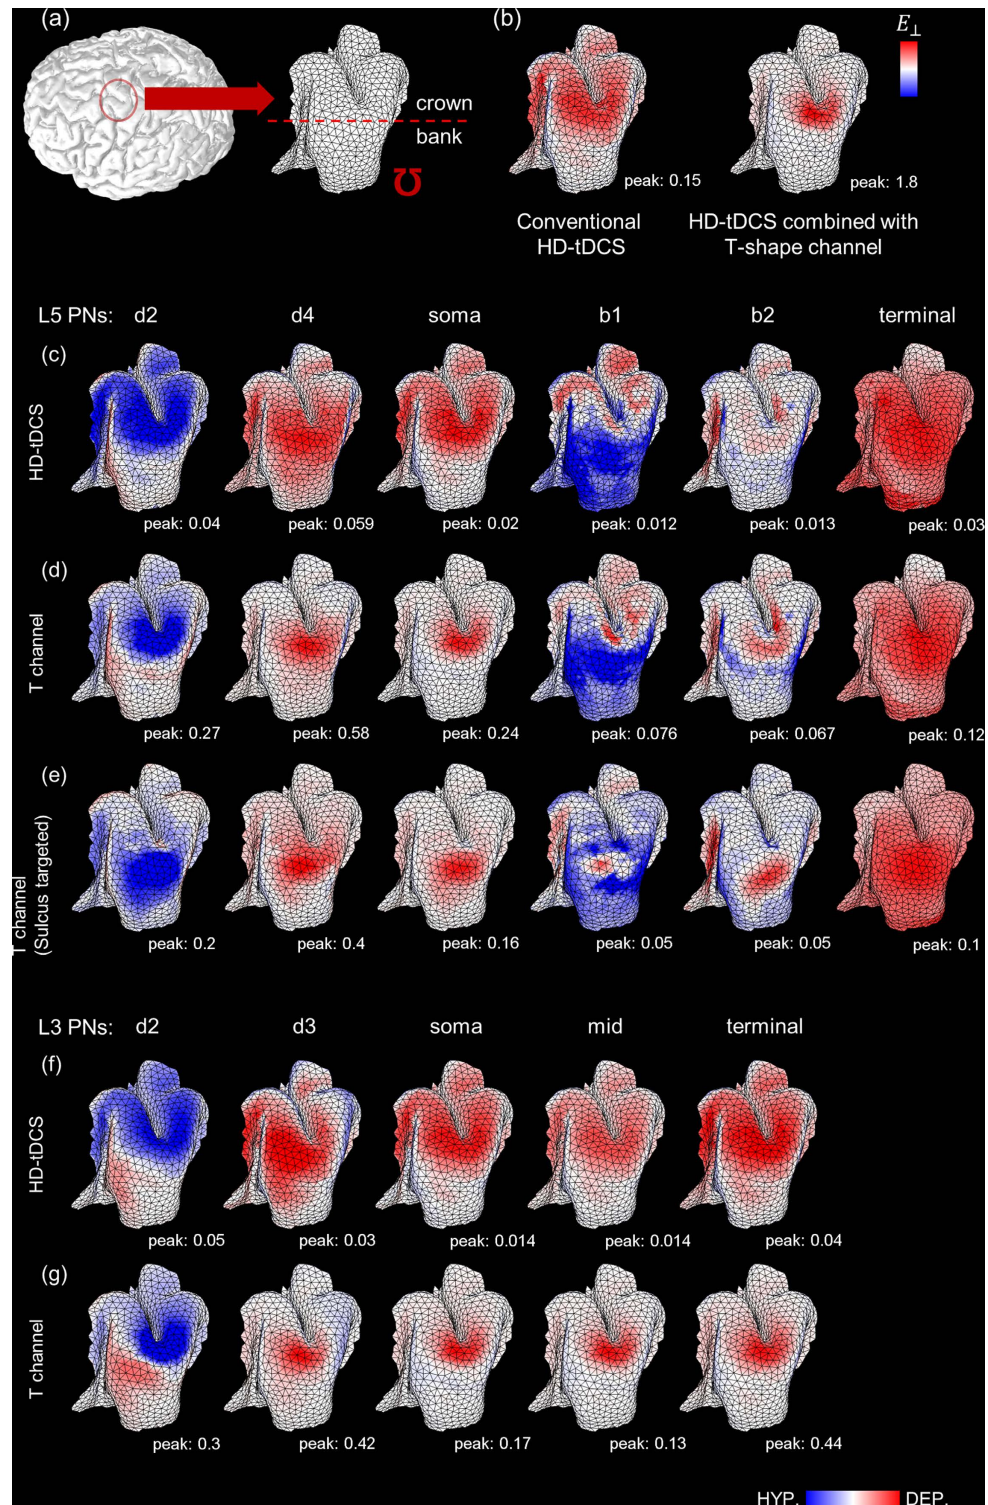 (a)
crown
bank
Ʊ
(b)
E⊥
peak: 0.15
peak: 1.8
Conventional
HD-tDCS
HD-tDCS combined with
T-shape channel
L5 PNs: d2 d4 soma b1 b2 terminal
(c)
HD-tDCS
peak: 0.04 peak: 0.059 peak: 0.02 peak: 0.012 peak: 0.013 peak: 0.03
(d)
T channel
peak: 0.27 peak: 0.58 peak: 0.24 peak: 0.076 peak: 0.067 peak: 0.12
(e)
T channel
(Sulcus targeted)
peak: 0.2 peak: 0.4 peak: 0.16 peak: 0.05 peak: 0.05 peak: 0.1
L3 PNs: d2 d3 soma mid terminal
(f)
HD-tDCS
peak: 0.05 peak: 0.03 peak: 0.014 peak: 0.014 peak: 0.04
(g)
T channel
peak: 0.3 peak: 0.42 peak: 0.17 peak: 0.13 peak: 0.44
HYP. DEP.